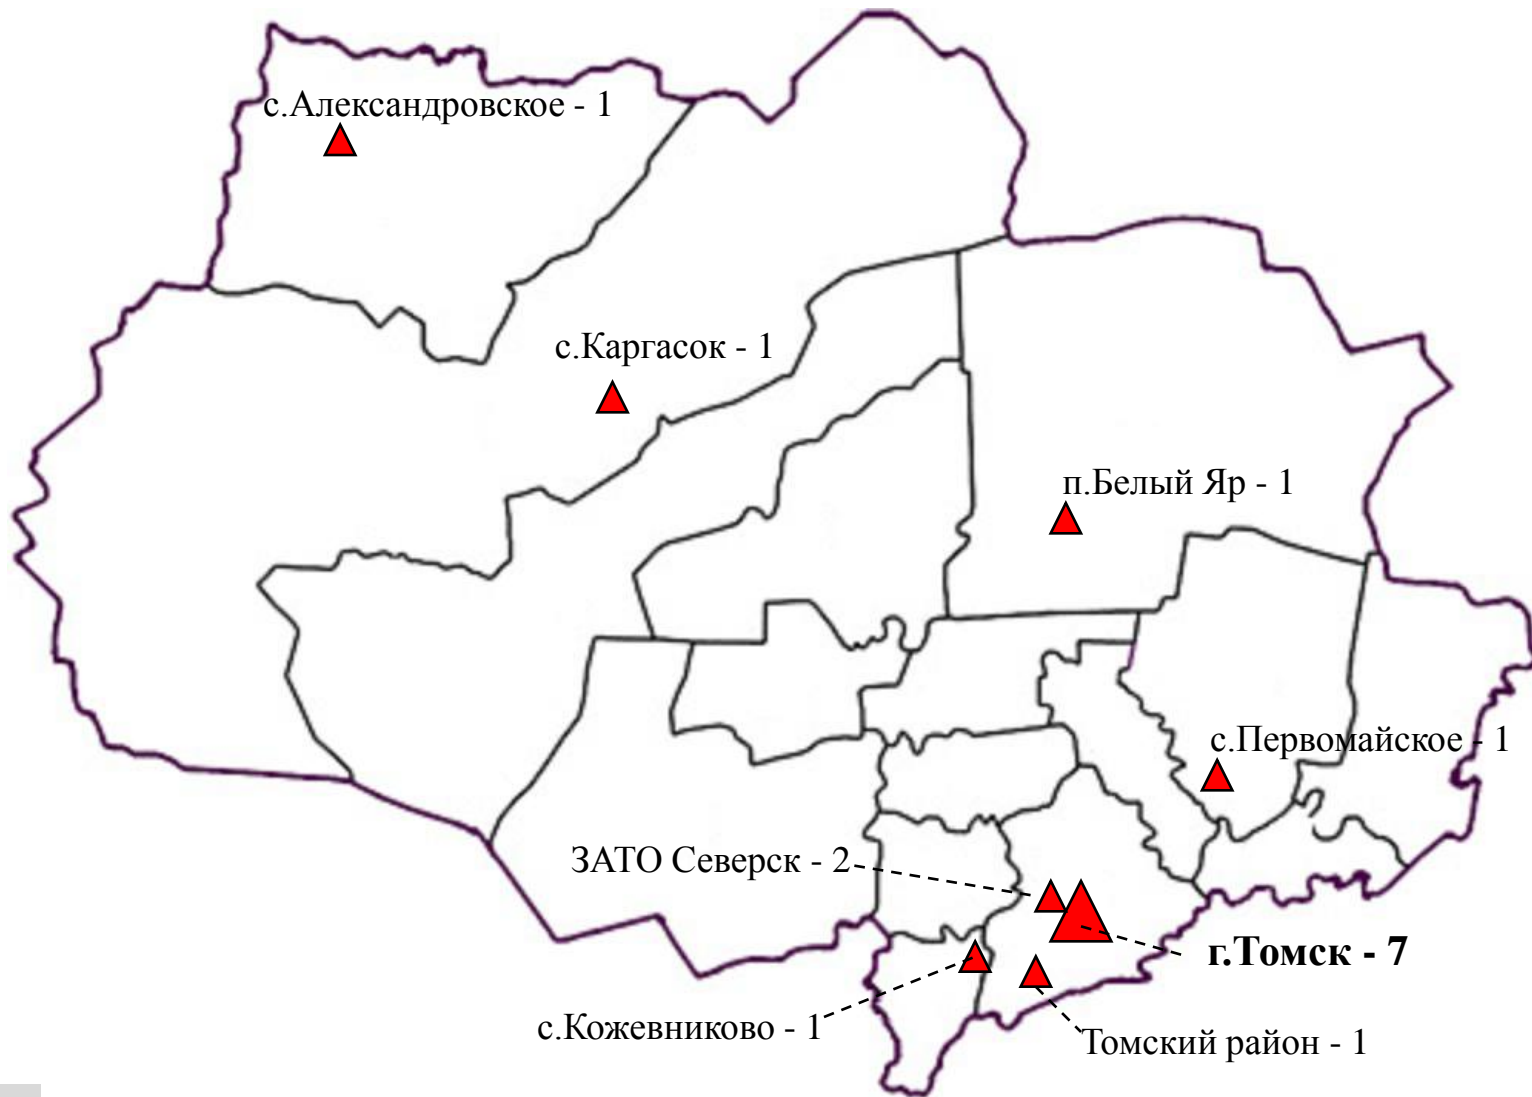 с.Александровское - 1
с.Каргасок - 1
п.Белый Яр - 1
с.Первомайское - 1
ЗАТО Северск - 2
г.Томск - 7
с.Кожевниково - 1
Томский район - 1